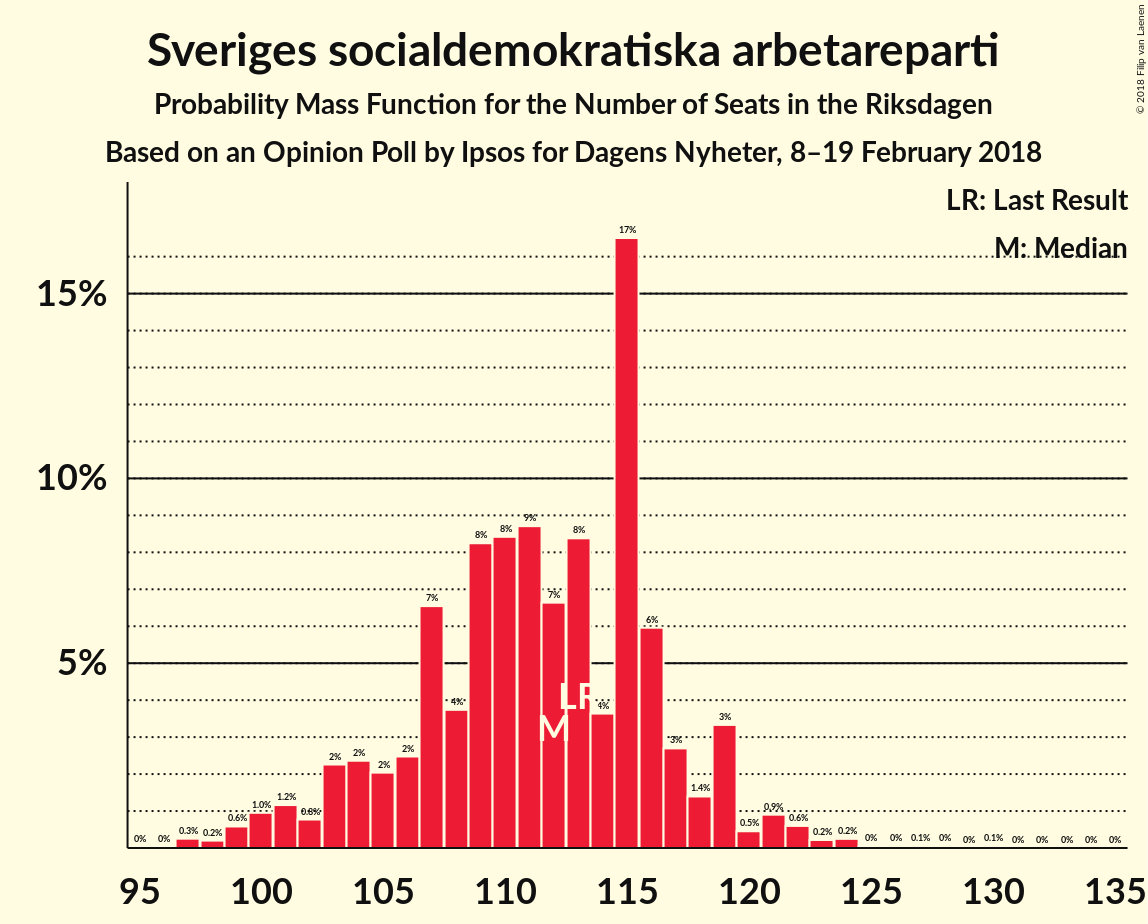 Sveriges socialdemokratiska arbetareparti
Probability Mass Function for the Number of Seats in the Riksdagen
Based on an Opinion Poll by Ipsos for Dagens Nyheter, 8–19 February 2018
© 2018 Filip van Laenen
LR: Last Result
M: Median
15%
10%
5%
0% 0% 0.3% 0.2% 0.6% 1.0% 1.2% 0.8% 2% 2% 2% 2% 7% 4% 8% 8% 9% 7% 8% 4% 17% 6% 3% 1.4% 3% 0.5% 0.9% 0.6% 0.2% 0.2% 0% 0% 0.1% 0% 0% 0.1% 0% 0% 0% 0% 0%
LR
M
95 100 105 110 115 120 125 130 135